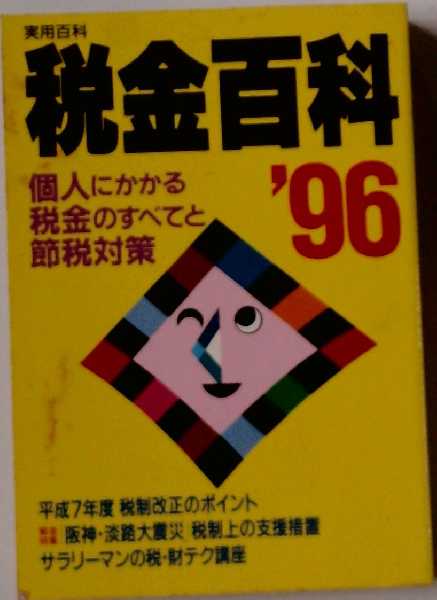 実用百科
税金百科
'96
個人にかかる
税金のすべてと
節税対策
平成7年度 税制改正のポイント
阪神・淡路大震災 税制上の支援措置
サラリーマンの税・財テク講座